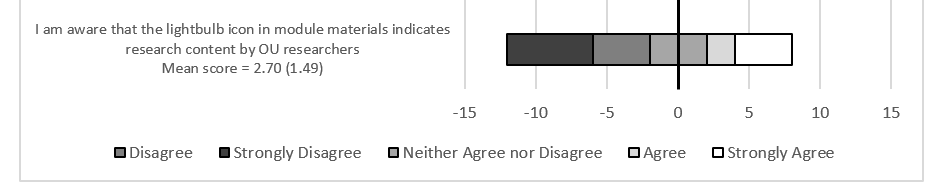 I am aware that the lightbulb icon in module materials indicates
research content by OU researchers
Mean score = 2.70 (1.49)
-15 -10 -5 0 5 10 15
Disagree Strongly Disagree Neither Agree nor Disagree Agree Strongly Agree